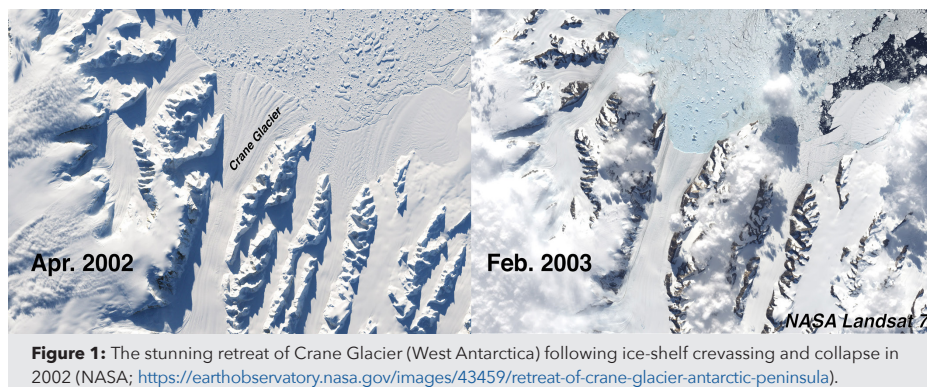 Crane Glacier
Apr. 2002
Feb. 2003
NASA Landsat 7
Figure 1: The stunning retreat of Crane Glacier (West Antarctica) following ice-shelf crevassing and collapse in
2002 (NASA; https://earthobservatory.nasa.gov/images/43459/retreat-of-crane-glacier-antarctic-peninsula).